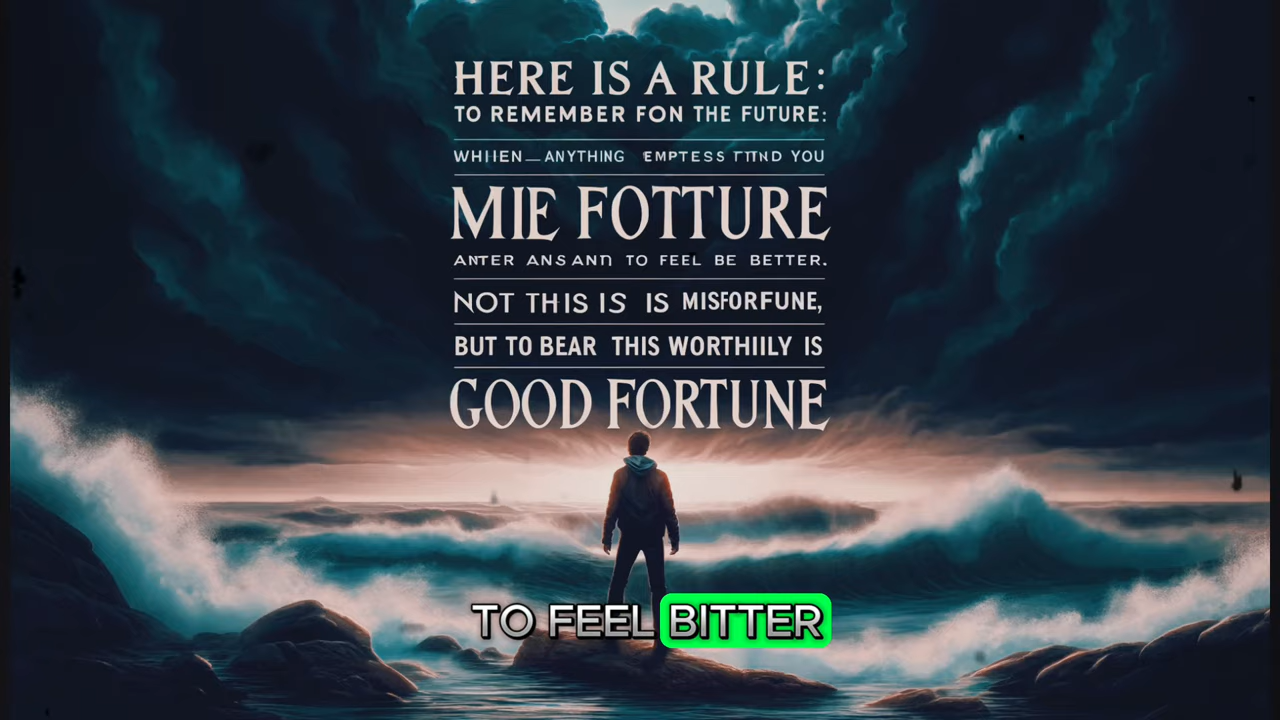 HERE IS A RULE:
TO REMEMBER FON THE FUTURE:
WHIIEN—ANYTHING EMPTESS TTIND YOU
MIE FOTTURE
ANTER ANSAND TO FEEL BE BETTER.
NOT THIS IS IS MISFORFUNE,
BUT TO BEAR THIS WORTHIILY IS
GOOD FORTUNE
TO FEEL BITTER